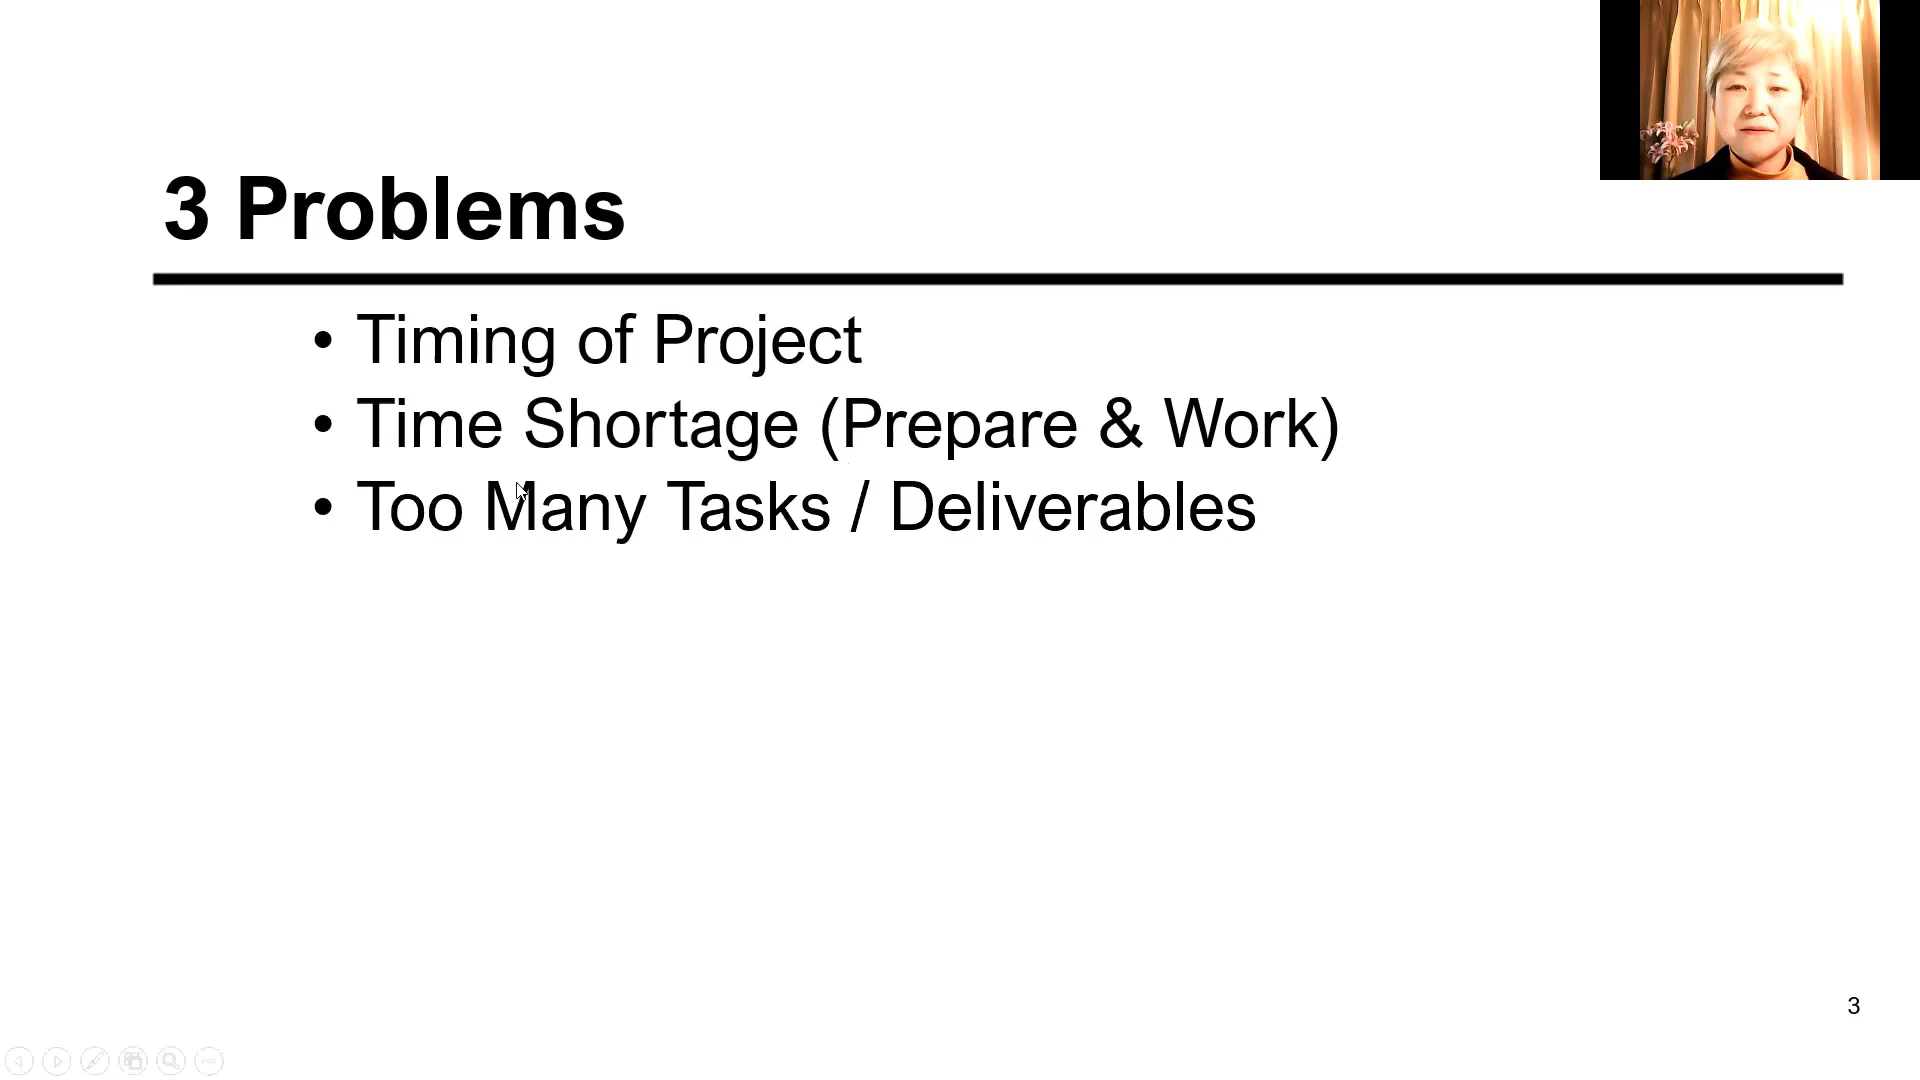 3 Problems
• Timing of Project
• Time Shortage (Prepare & Work)
• Too Many Tasks / Deliverables
3